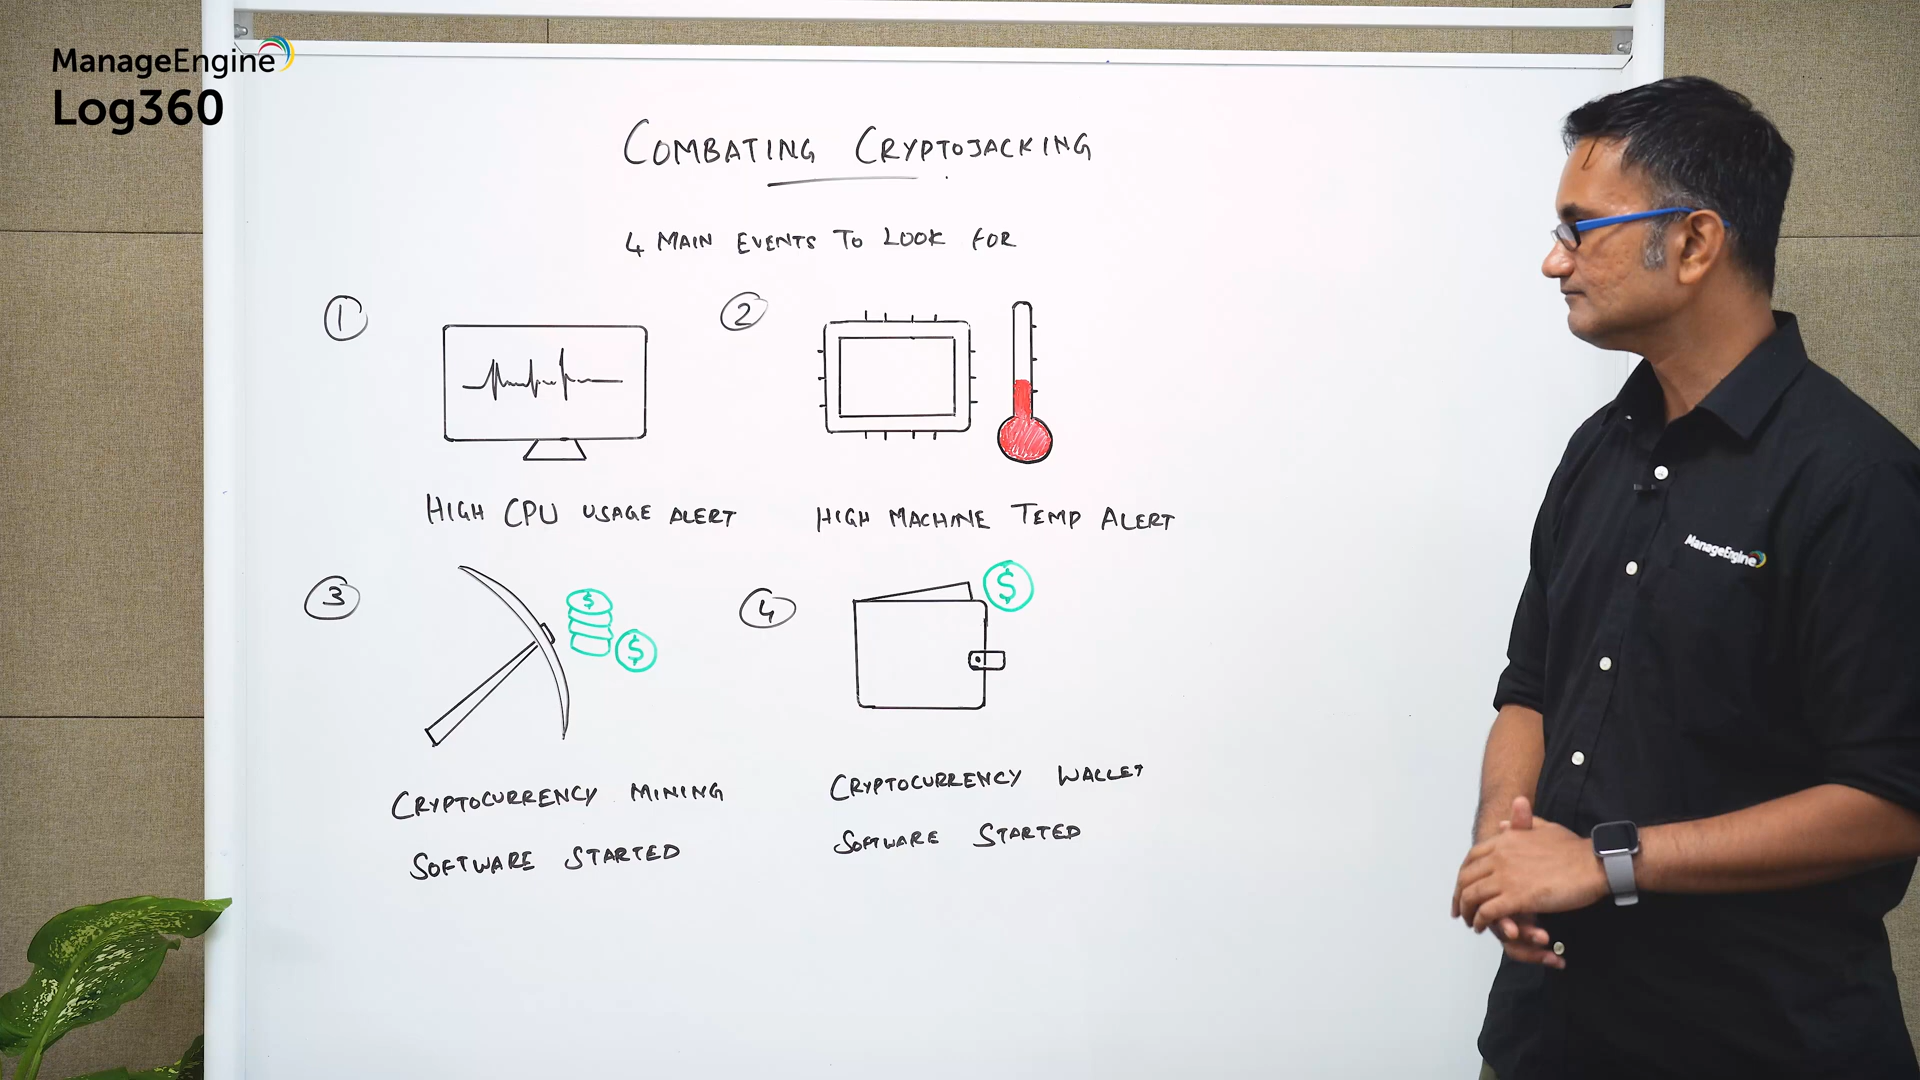 ManageEngine
Log360
COMBATING CRYPTOJACKING
4 MAIN EVENTS TO LOOK FOR
1
2
HIGH CPU USAGE ALERT
HIGH MACHINE TEMP ALERT
3
$
$
4
$
CRYPTOCURRENCY MINING
SOFTWARE STARTED
CRYPTOCURRENCY WALLET
SOFTWARE STARTED
ManageEngine